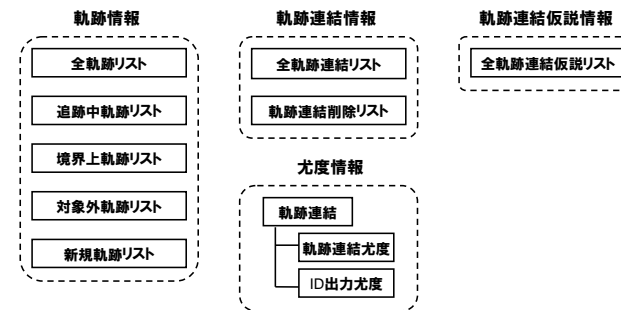 軌跡情報
全軌跡リスト
追跡中軌跡リスト
境界上軌跡リスト
対象外軌跡リスト
新規軌跡リスト
軌跡連結情報
全軌跡連結リスト
軌跡連結削除リスト
尤度情報
軌跡連結
軌跡連結尤度
ID出力尤度
軌跡連結仮説情報
全軌跡連結仮説リスト